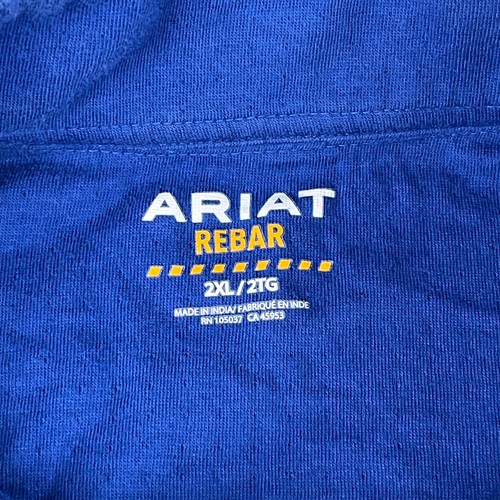 ARIAT
REBAR
2XL/2TG
MADE IN INDIA/ FABRIQUÉ EN INDE
RN 105037 CA 45953